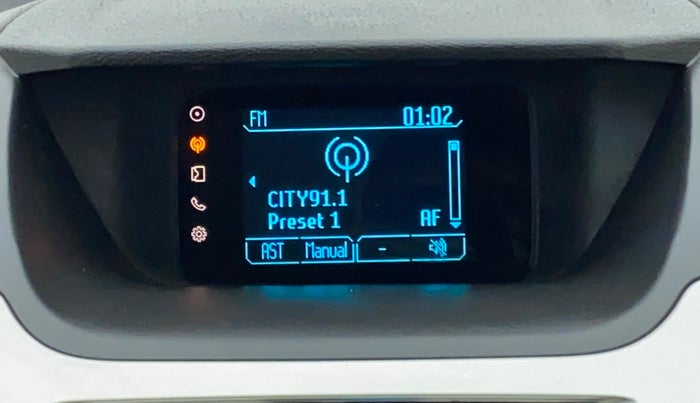 FM 01:02
CITY91.1
Preset 1 AF
AST Manual -